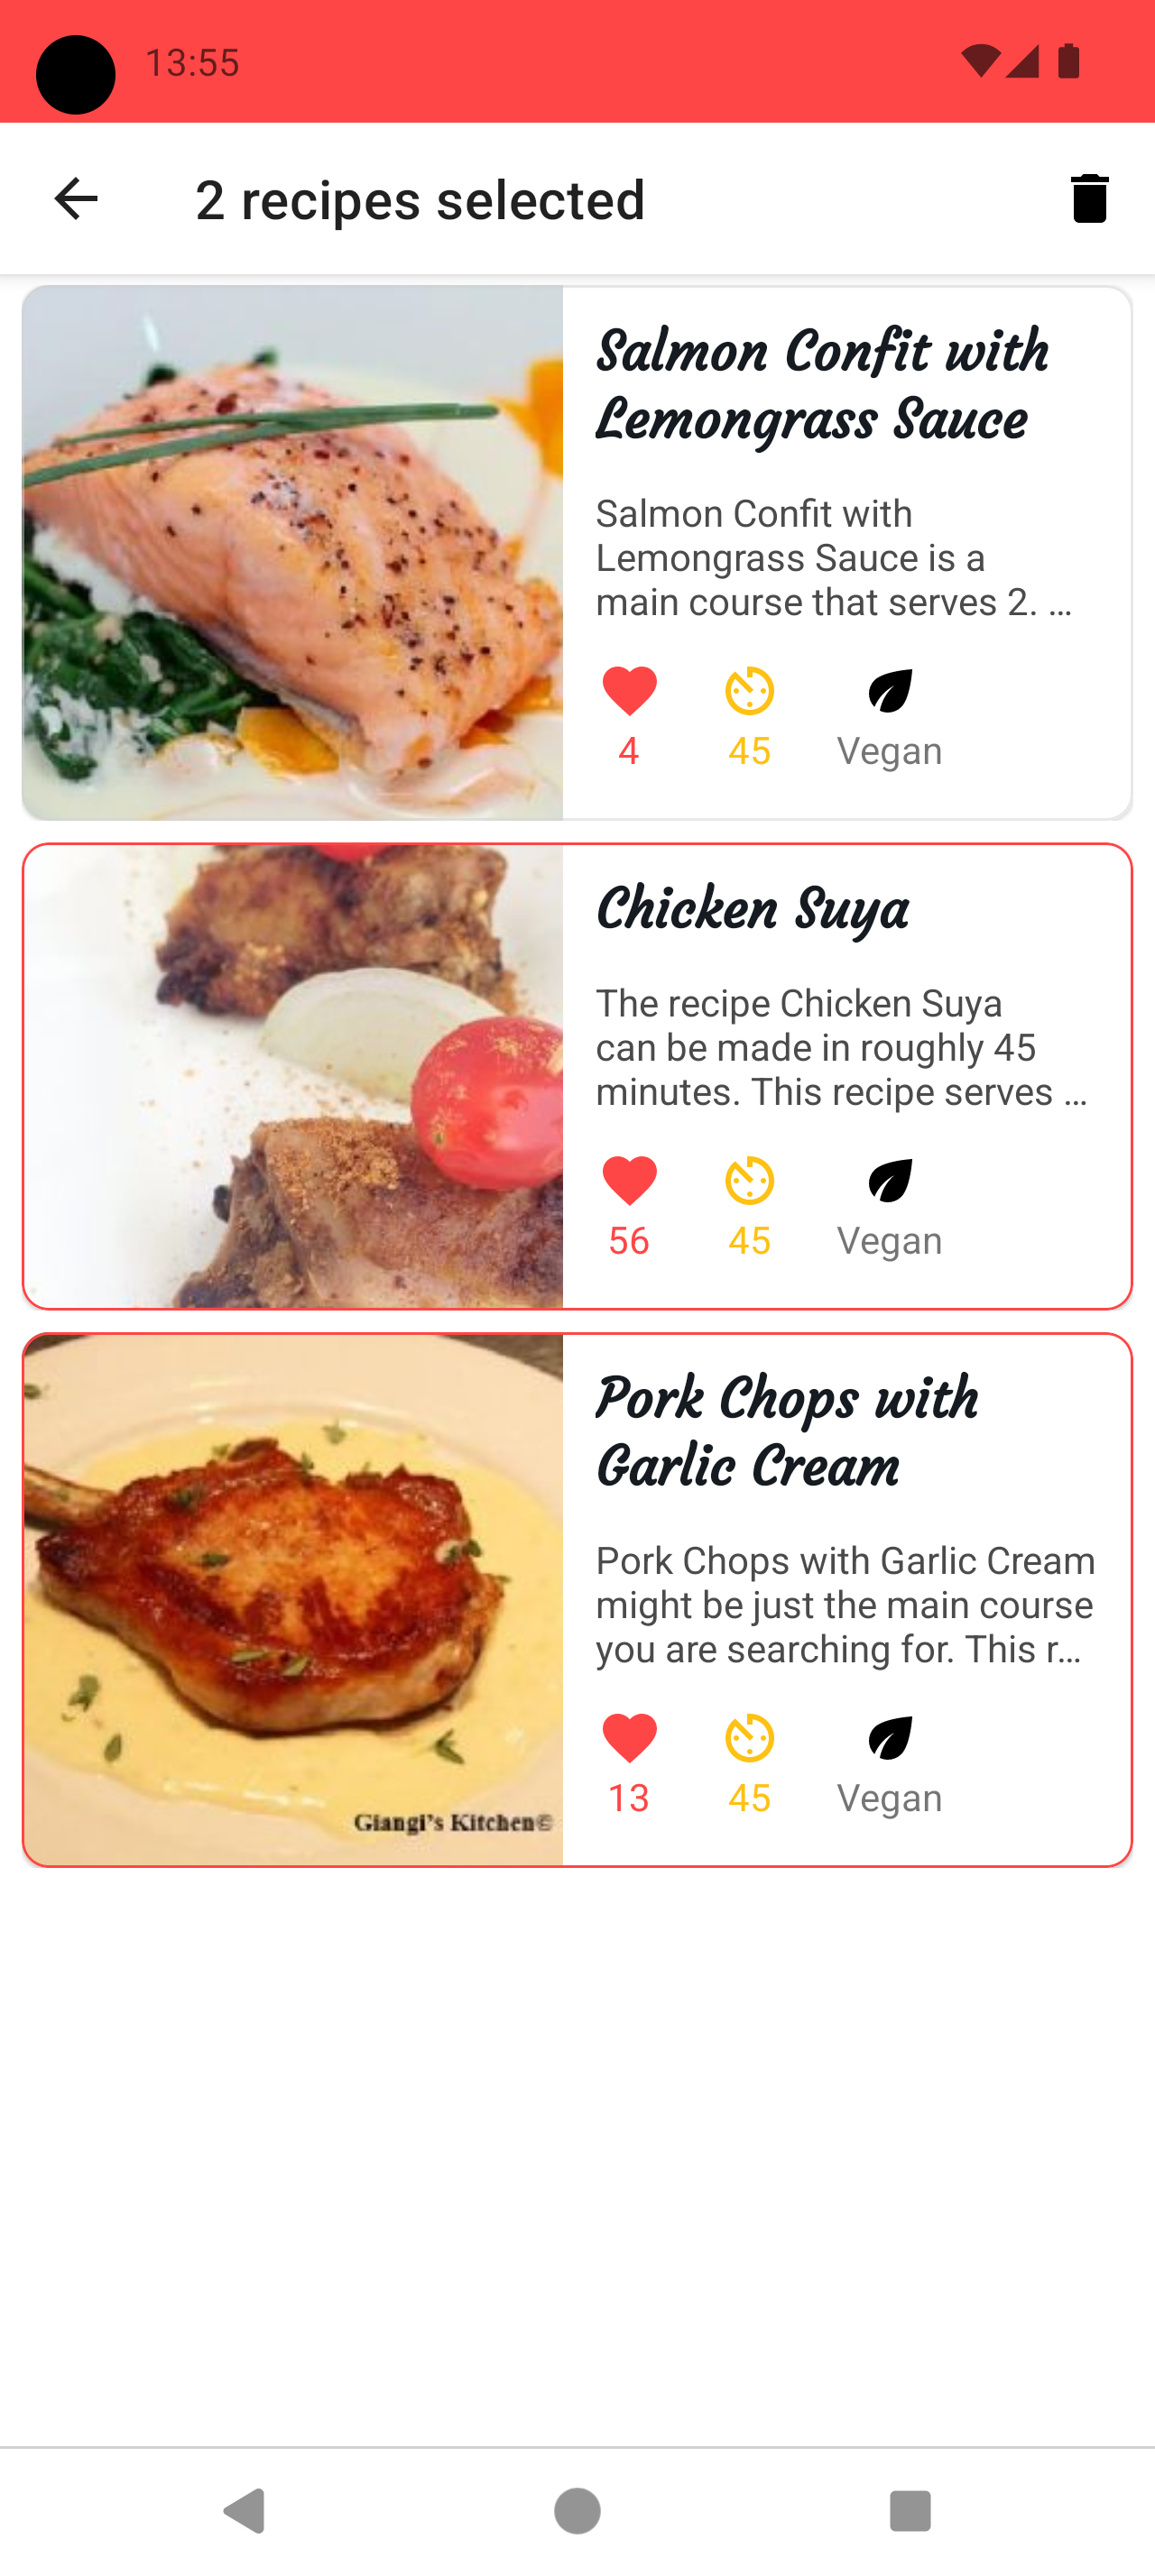 13:55
2 recipes selected
Salmon Confit with
Lemongrass Sauce
Salmon Confit with
Lemongrass Sauce is a
main course that serves 2. ...
4 45 Vegan
Chicken Suya
The recipe Chicken Suya
can be made in roughly 45
minutes. This recipe serves ...
56 45 Vegan
Pork Chops with
Garlic Cream
Pork Chops with Garlic Cream
might be just the main course
you are searching for. This r...
13 45 Vegan
Giangi's Kitchen©